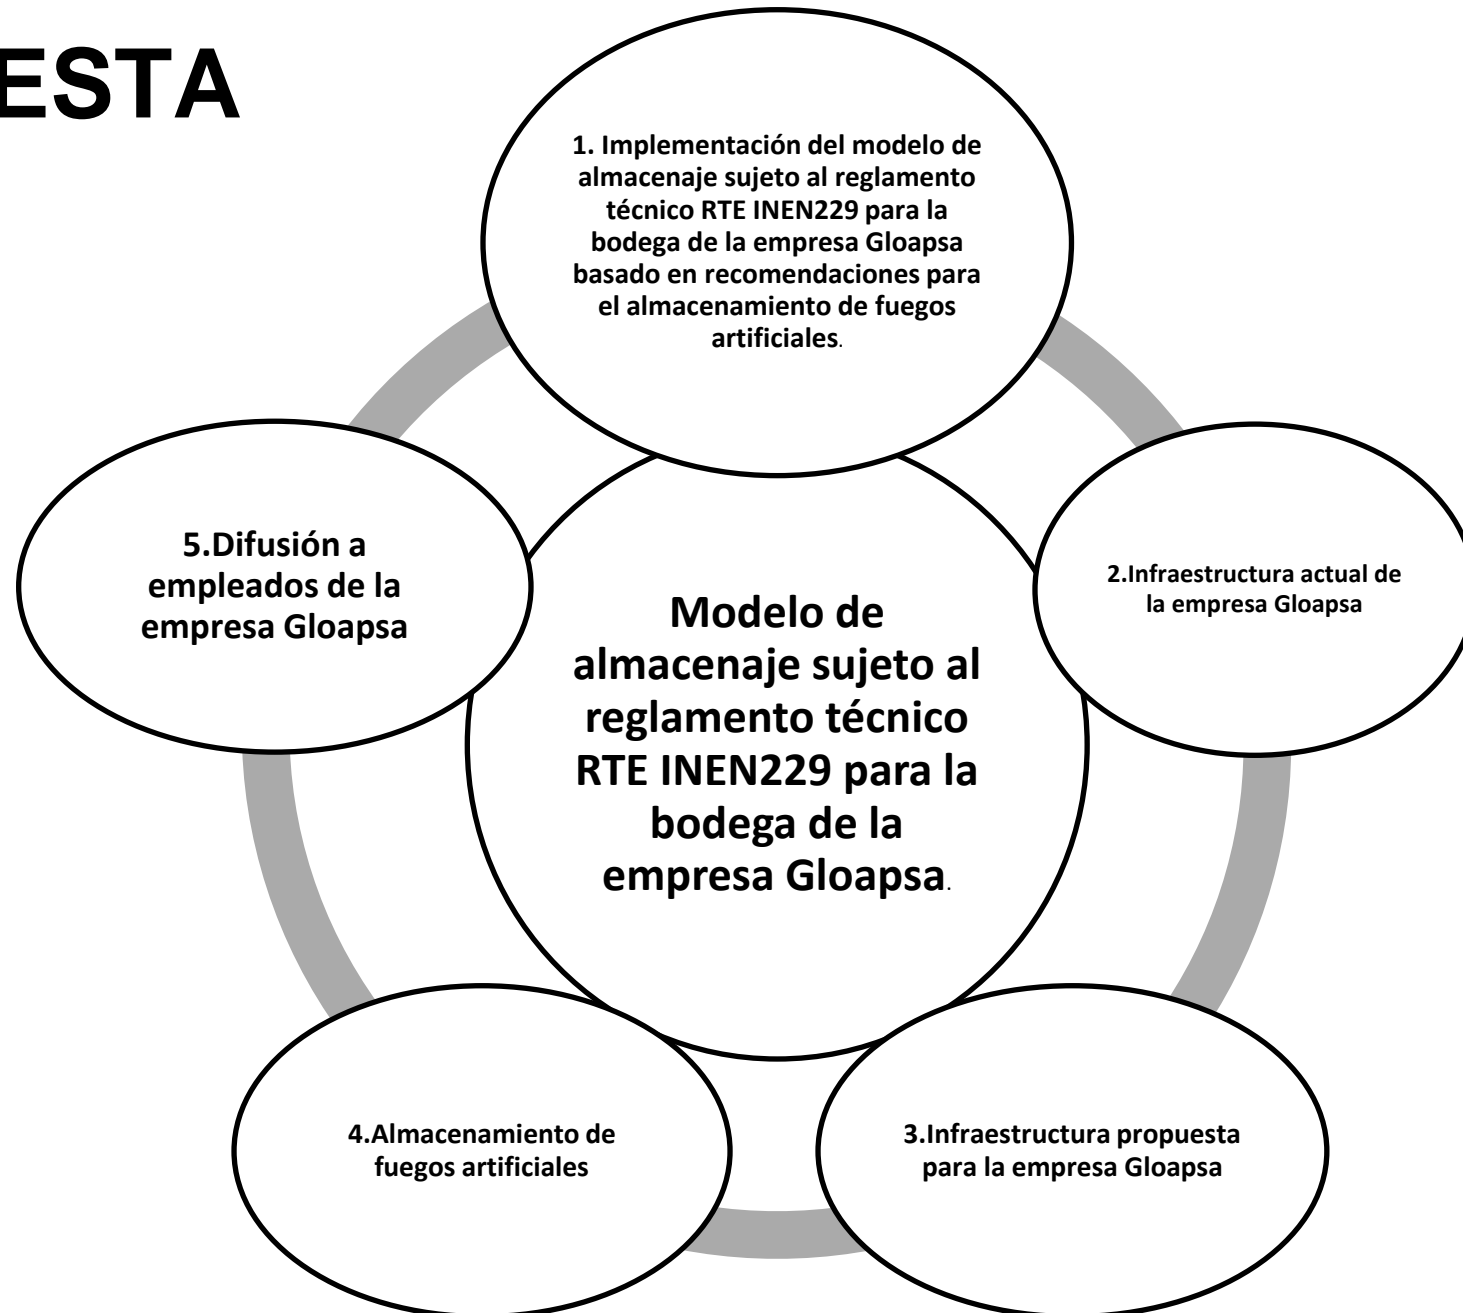 ESTA
1. Implementación del modelo de
almacenaje sujeto al reglamento
técnico RTE INEN229 para la
bodega de la empresa Gloapsa
basado en recomendaciones para
el almacenamiento de fuegos
artificiales.
2.Infraestructura actual de
la empresa Gloapsa
3.Infraestructura propuesta
para la empresa Gloapsa
4.Almacenamiento de
fuegos artificiales
5.Difusión a
empleados de la
empresa Gloapsa
Modelo de
almacenaje sujeto al
reglamento técnico
RTE INEN229 para la
bodega de la
empresa Gloapsa.